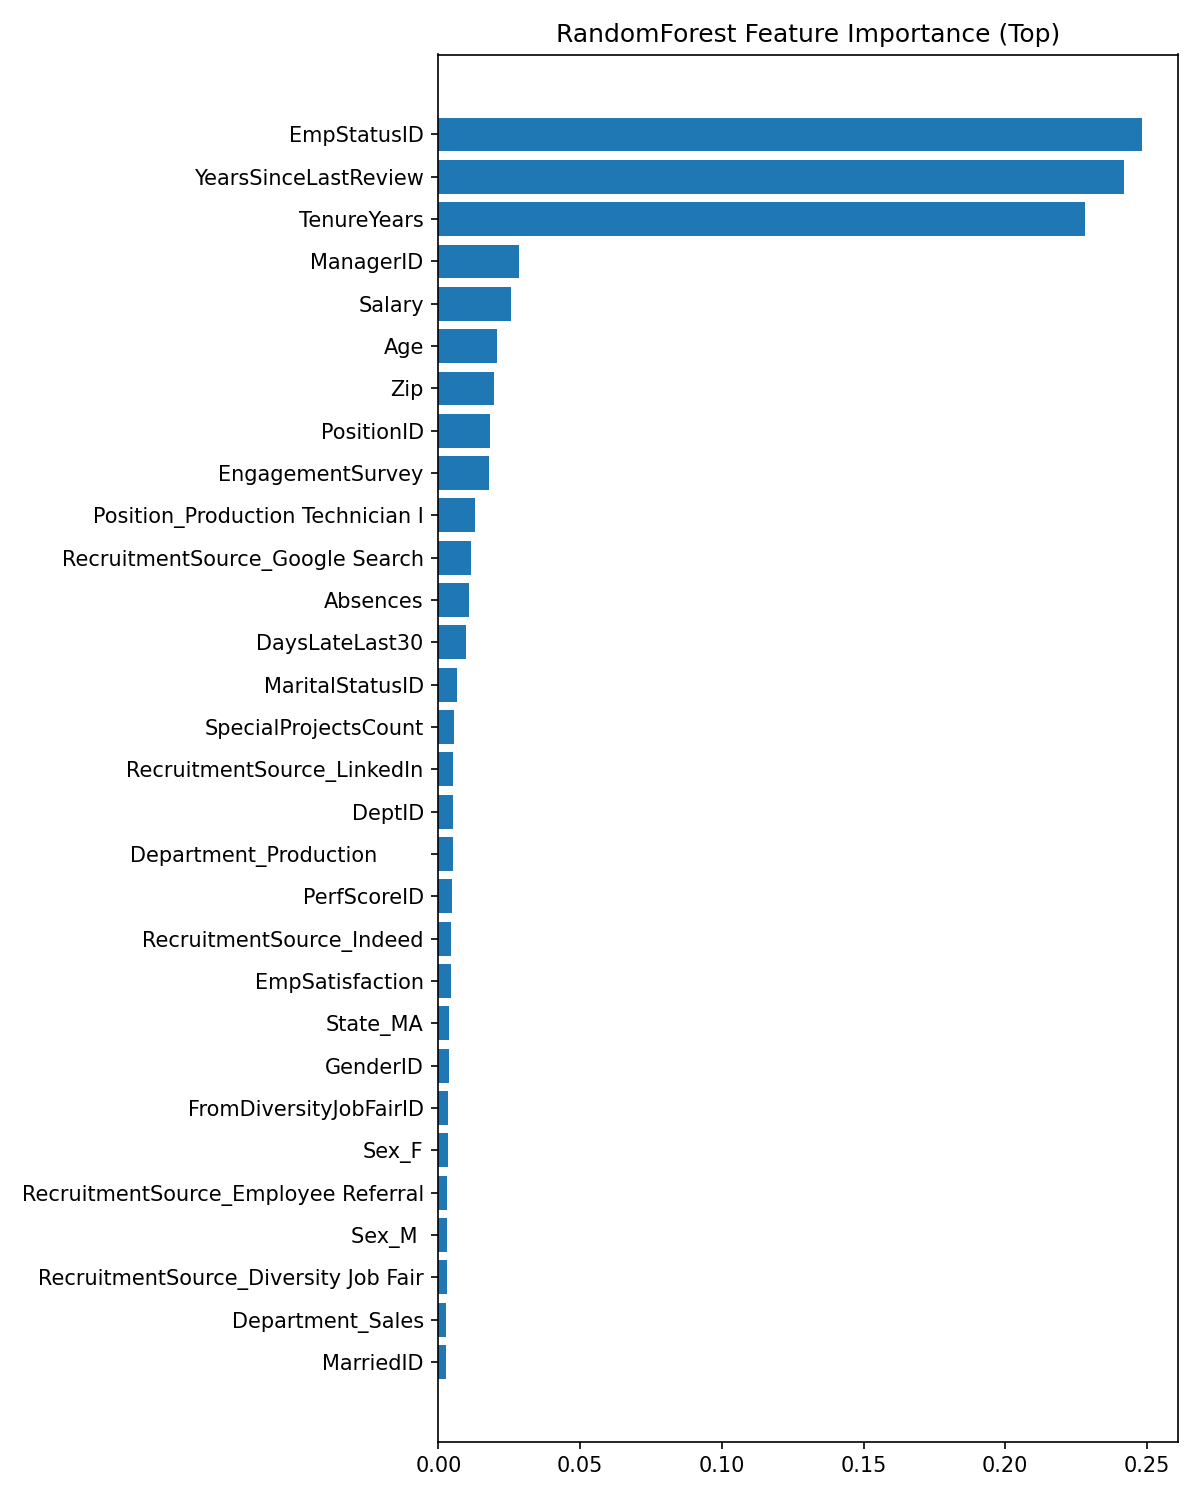 RandomForest Feature Importance (Top)
EmpStatusID
YearsSinceLastReview
TenureYears
ManagerID
Salary
Age
Zip
PositionID
EngagementSurvey
Position_Production Technician I
RecruitmentSource_Google Search
Absences
DaysLateLast30
MaritalStatusID
SpecialProjectsCount
RecruitmentSource_LinkedIn
DeptID
Department_Production
PerfScoreID
RecruitmentSource_Indeed
EmpSatisfaction
State_MA
GenderID
FromDiversityJobFairID
Sex_F
RecruitmentSource_Employee Referral
Sex_M
RecruitmentSource_Diversity Job Fair
Department_Sales
MarriedID
0.00 0.05 0.10 0.15 0.20 0.25